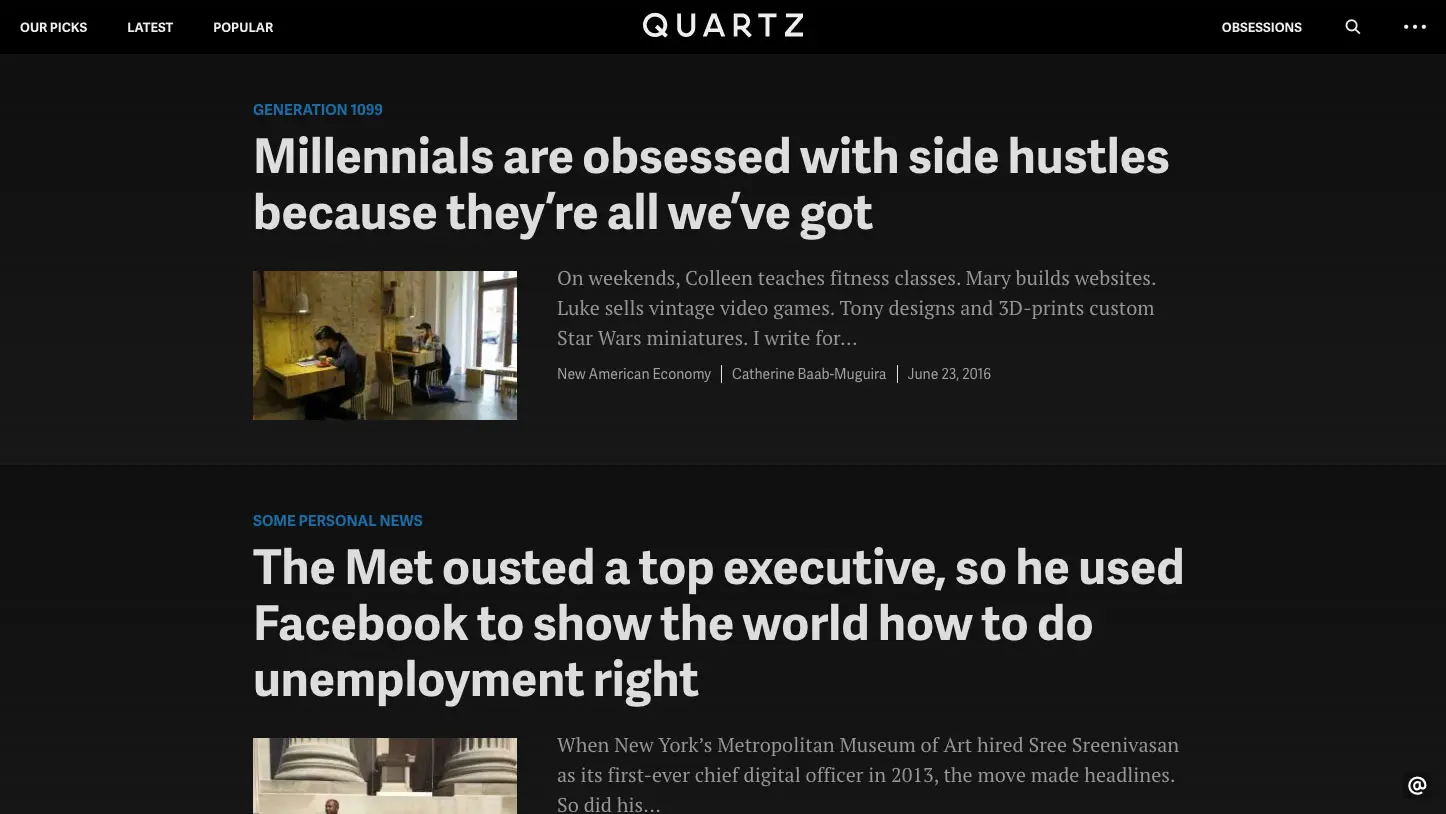 OUR PICKS LATEST POPULAR QUARTZ OBSESSIONS
GENERATION 1099
Millennials are obsessed with side hustles
because they’re all we’ve got
On weekends, Colleen teaches fitness classes. Mary builds websites.
Luke sells vintage video games. Tony designs and 3D-prints custom
Star Wars miniatures. I write for…
New American Economy | Catherine Baab-Muguira | June 23, 2016
SOME PERSONAL NEWS
The Met ousted a top executive, so he used
Facebook to show the world how to do
unemployment right
When New York’s Metropolitan Museum of Art hired Sree Sreenivasan
as its first-ever chief digital officer in 2013, the move made headlines.
So did his…
@